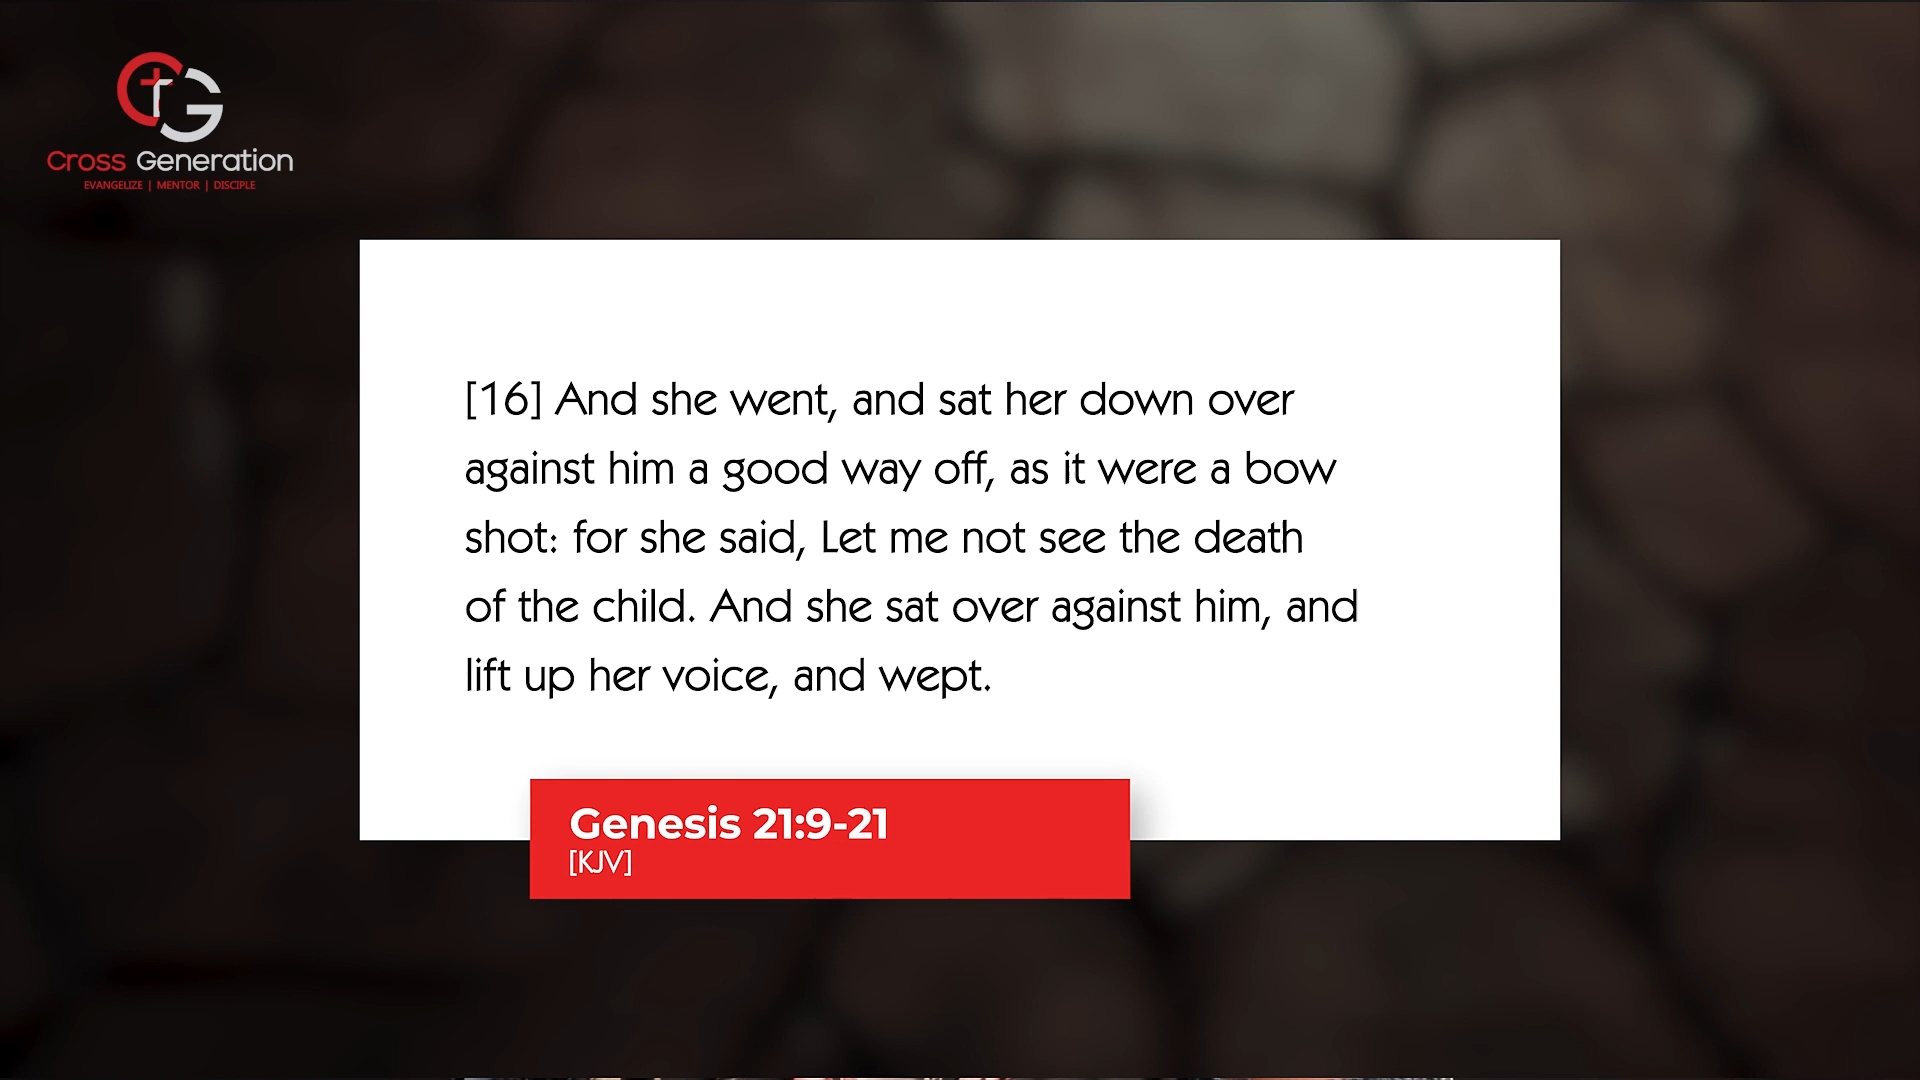 Cross Generation
EVANGELIZE | MENTOR | DISCIPLE
[16] And she went, and sat her down over
against him a good way off, as it were a bow
shot: for she said, Let me not see the death
of the child. And she sat over against him, and
lift up her voice, and wept.
Genesis 21:9-21
[KJV]